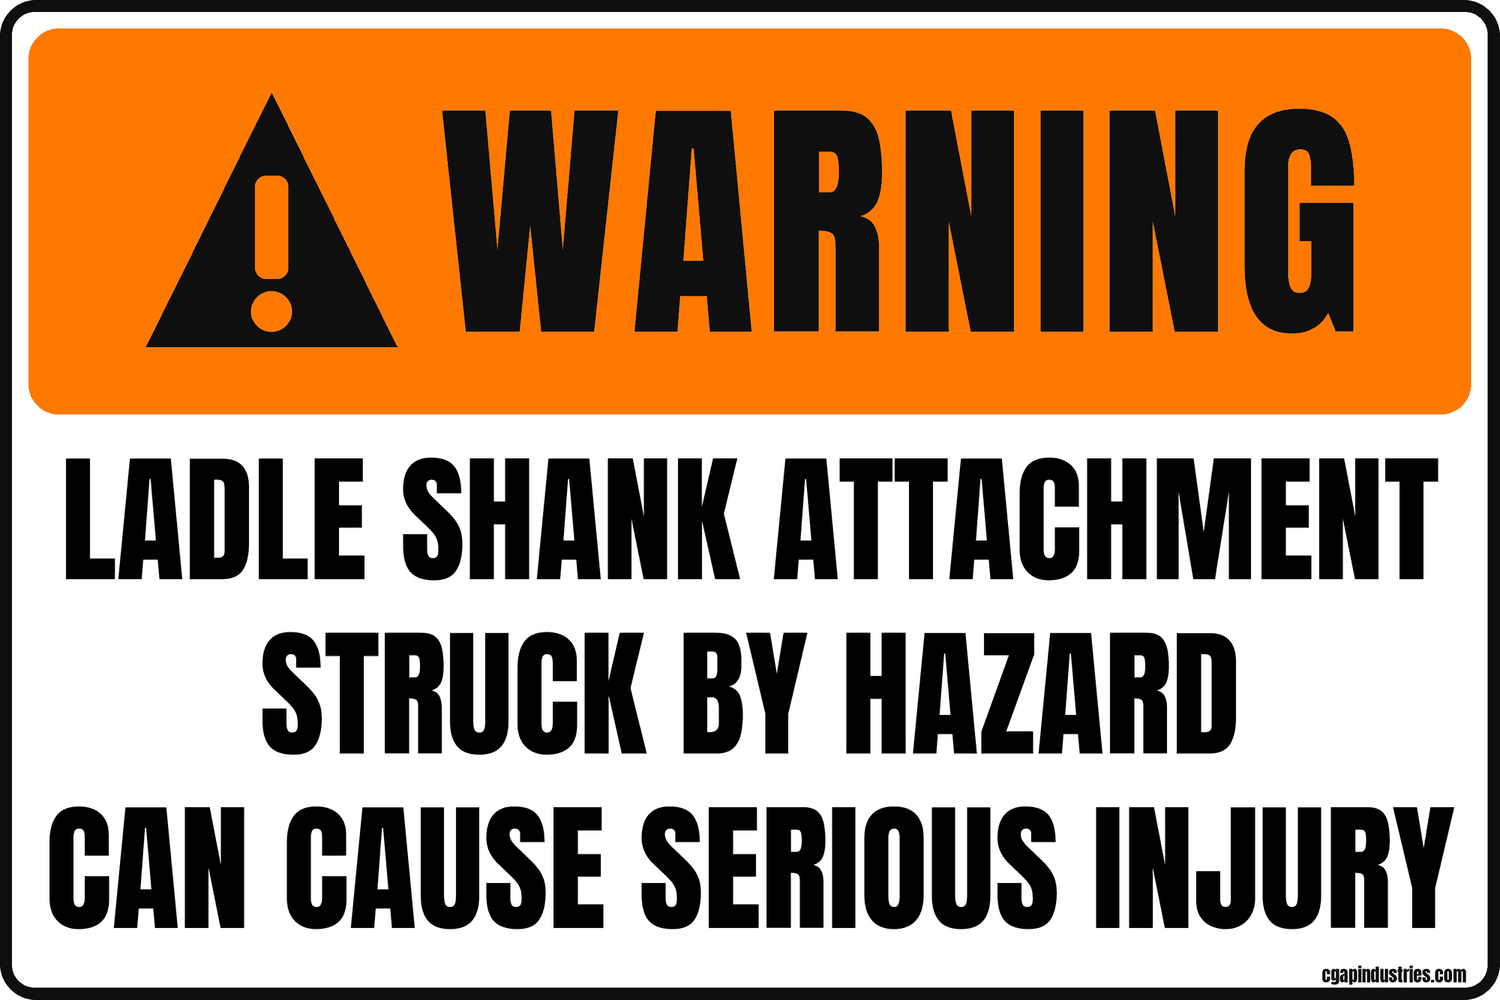 WARNING
LADLE SHANK ATTACHMENT
STRUCK BY HAZARD
CAN CAUSE SERIOUS INJURY
cgapindustries.com